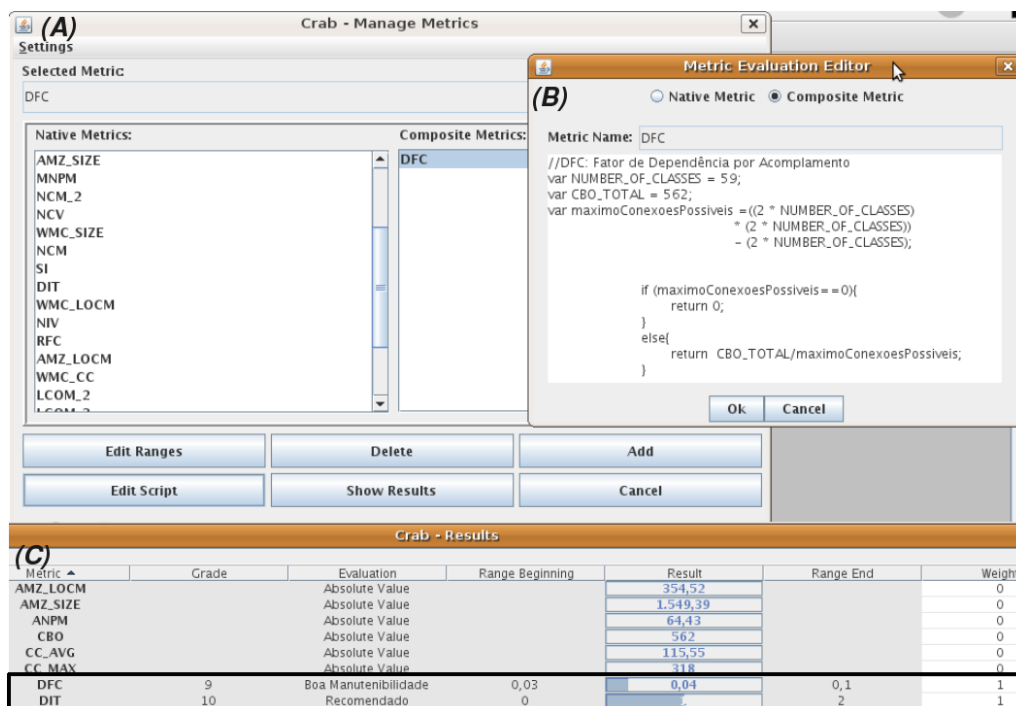 (A)
Crab - Manage Metrics
Settings
Selected Metric:
DFC
Native Metrics:
AMZ_SIZE
MNPM
NCM_2
NCV
WMC_SIZE
NCM
SI
DIT
WMC_LOCM
NIV
RFC
AMZ_LOCM
WMC_CC
LCOM_2
LCOM_3
Composite Metrics:
DFC
Edit Ranges Delete Add
Edit Script Show Results Cancel
Metric Evaluation Editor
(B)
Native Metric Composite Metric
Metric Name: DFC
//DFC: Fator de Dependência por Acomplamento
var NUMBER_OF_CLASSES = 59;
var CBO_TOTAL = 562;
var maximoConexoesPossiveis =((2 * NUMBER_OF_CLASSES)
* (2 * NUMBER_OF_CLASSES))
- (2 * NUMBER_OF_CLASSES);
if (maximoConexoesPossiveis==0){
return 0;
}
else{
return CBO_TOTAL/maximoConexoesPossiveis;
}
Ok Cancel
Crab - Results
(C)
Metric Grade Evaluation Range Beginning Result Range End Weigh
AMZ_LOCM Absolute Value 354,52 0
AMZ_SIZE Absolute Value 1.549,39 0
ANPM Absolute Value 64,43 0
CBO Absolute Value 562 0
CC_AVG Absolute Value 115,55 0
CC_MAX Absolute Value 318 0
DFC 9 Boa Manutenibilidade 0,03 0,04 0,1 1
DIT 10 Recomendado 0 2 1